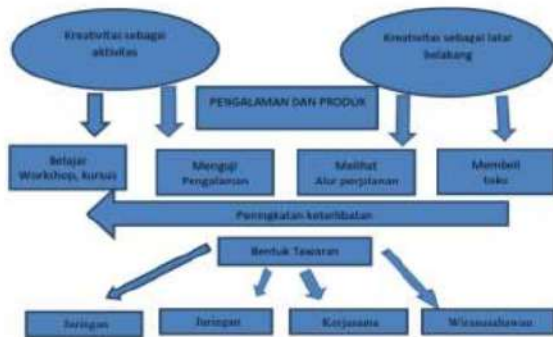 Kreativitas sebagai
aktivitas
Kreativitas sebagai latar
belakang
PENGALAMAN DAN PRODUK
Belajar
Workshop, kursus
Menguji
Pengalaman
Melihat
Alur perjalanan
Membeli
Peningkatan keterlibatan
Bentuk Tawaran
Jaringan
Jaringan
Kerjasama
Wirausahawan